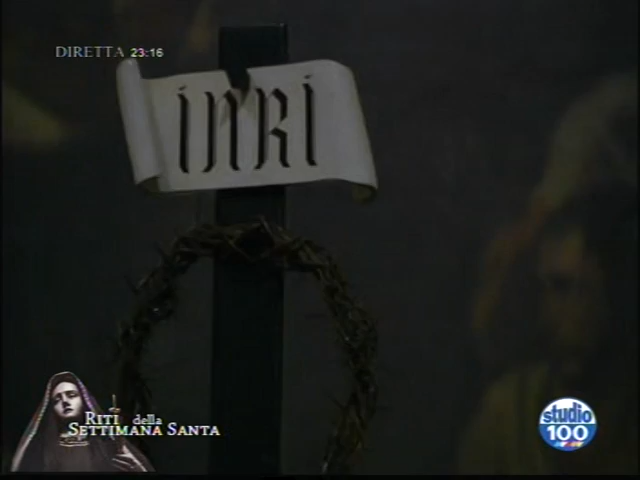 DIRETTA 23:16
INRI
RITI della
SETTIMANA SANTA
studio
100